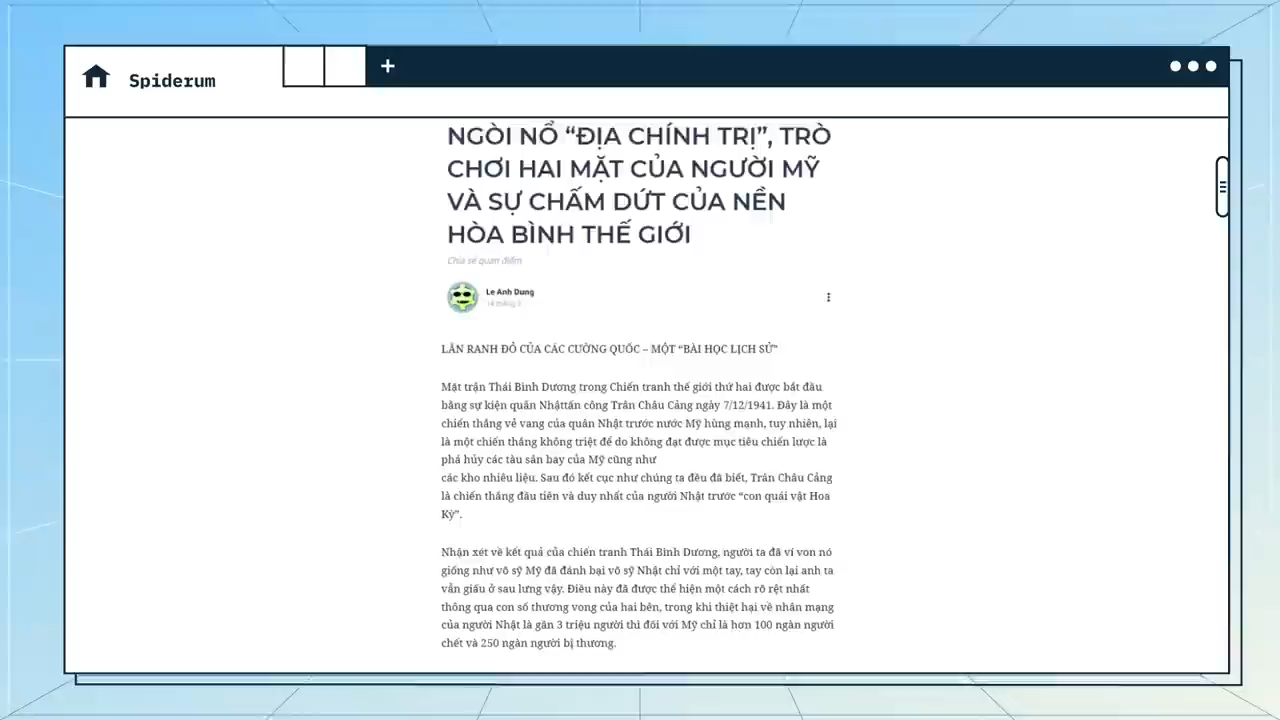 Spiderum
NGÒI NỔ “ĐỊA CHÍNH TRỊ”, TRÒ
CHƠI HAI MẶT CỦA NGƯỜI MỸ
VÀ SỰ CHẤM DỨT CỦA NỀN
HÒA BÌNH THẾ GIỚI
Chia sẻ quan điểm
Le Anh Dung
14 tháng
LẰN RANH ĐỎ CỦA CÁC CƯỜNG QUỐC – MỘT “BÀI HỌC LỊCH SỬ”
Mặt trận Thái Bình Dương trong Chiến tranh thế giới thứ hai được bắt đầu
bằng sự kiện quân Nhậttấn công Trân Châu Cảng ngày 7/12/1941. Đây là một
chiến thắng vẻ vang của quân Nhật trước nước Mỹ hùng mạnh, tuy nhiên, lại
là một chiến thắng không triệt để do không đạt được mục tiêu chiến lược là
phá hủy các tàu sân bay của Mỹ cũng như
các kho nhiêu liệu. Sau đó kết cục như chúng ta đều đã biết, Trân Châu Cảng
là chiến thắng đầu tiên và duy nhất của người Nhật trước “con quái vật Hoa
Kỳ”.
Nhận xét về kết quả của chiến tranh Thái Bình Dương, người ta đã ví von nó
giống như võ sỹ Mỹ đã đánh bại võ sỹ Nhật chỉ với một tay, tay còn lại anh ta
vẫn giấu ở sau lưng vậy. Điều này đã được thể hiện một cách rõ rệt nhất
thông qua con số thương vong của hai bên, trong khi thiệt hại về nhân mạng
của người Nhật là gần 3 triệu người thì đối với Mỹ chỉ là hơn 100 ngàn người
chết và 250 ngàn người bị thương.